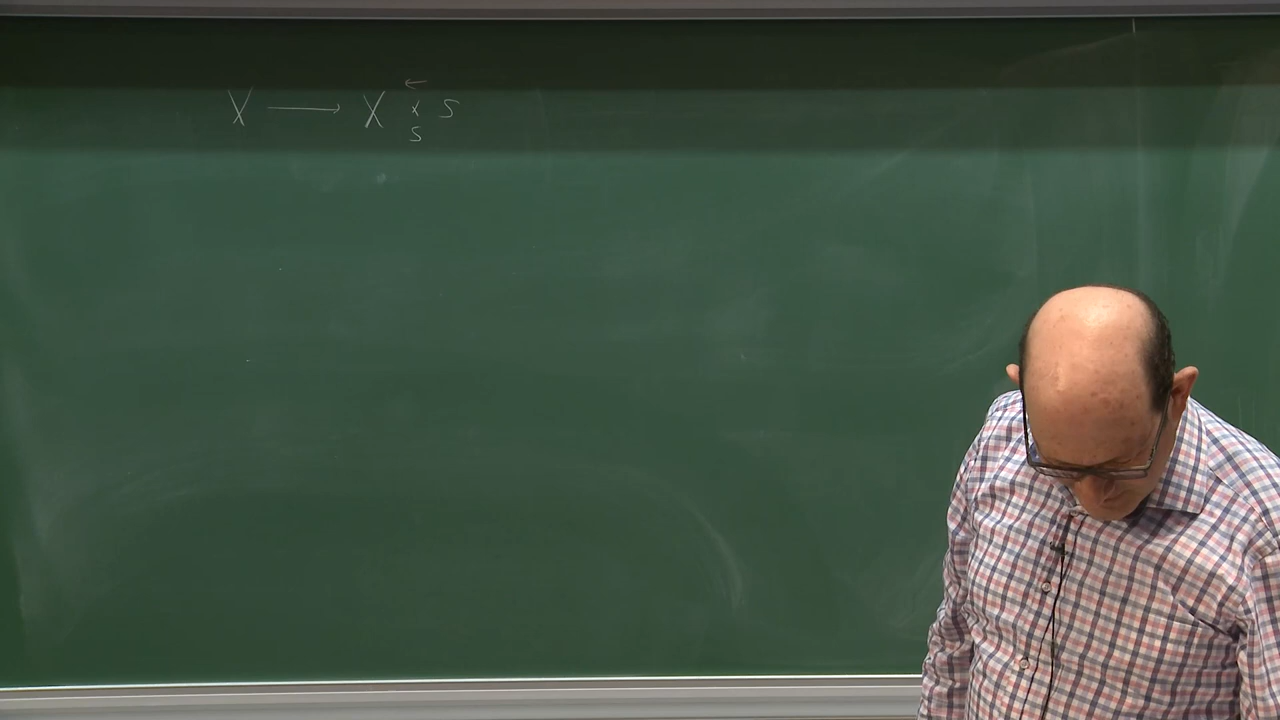 X ⟶ X ×_S^← S